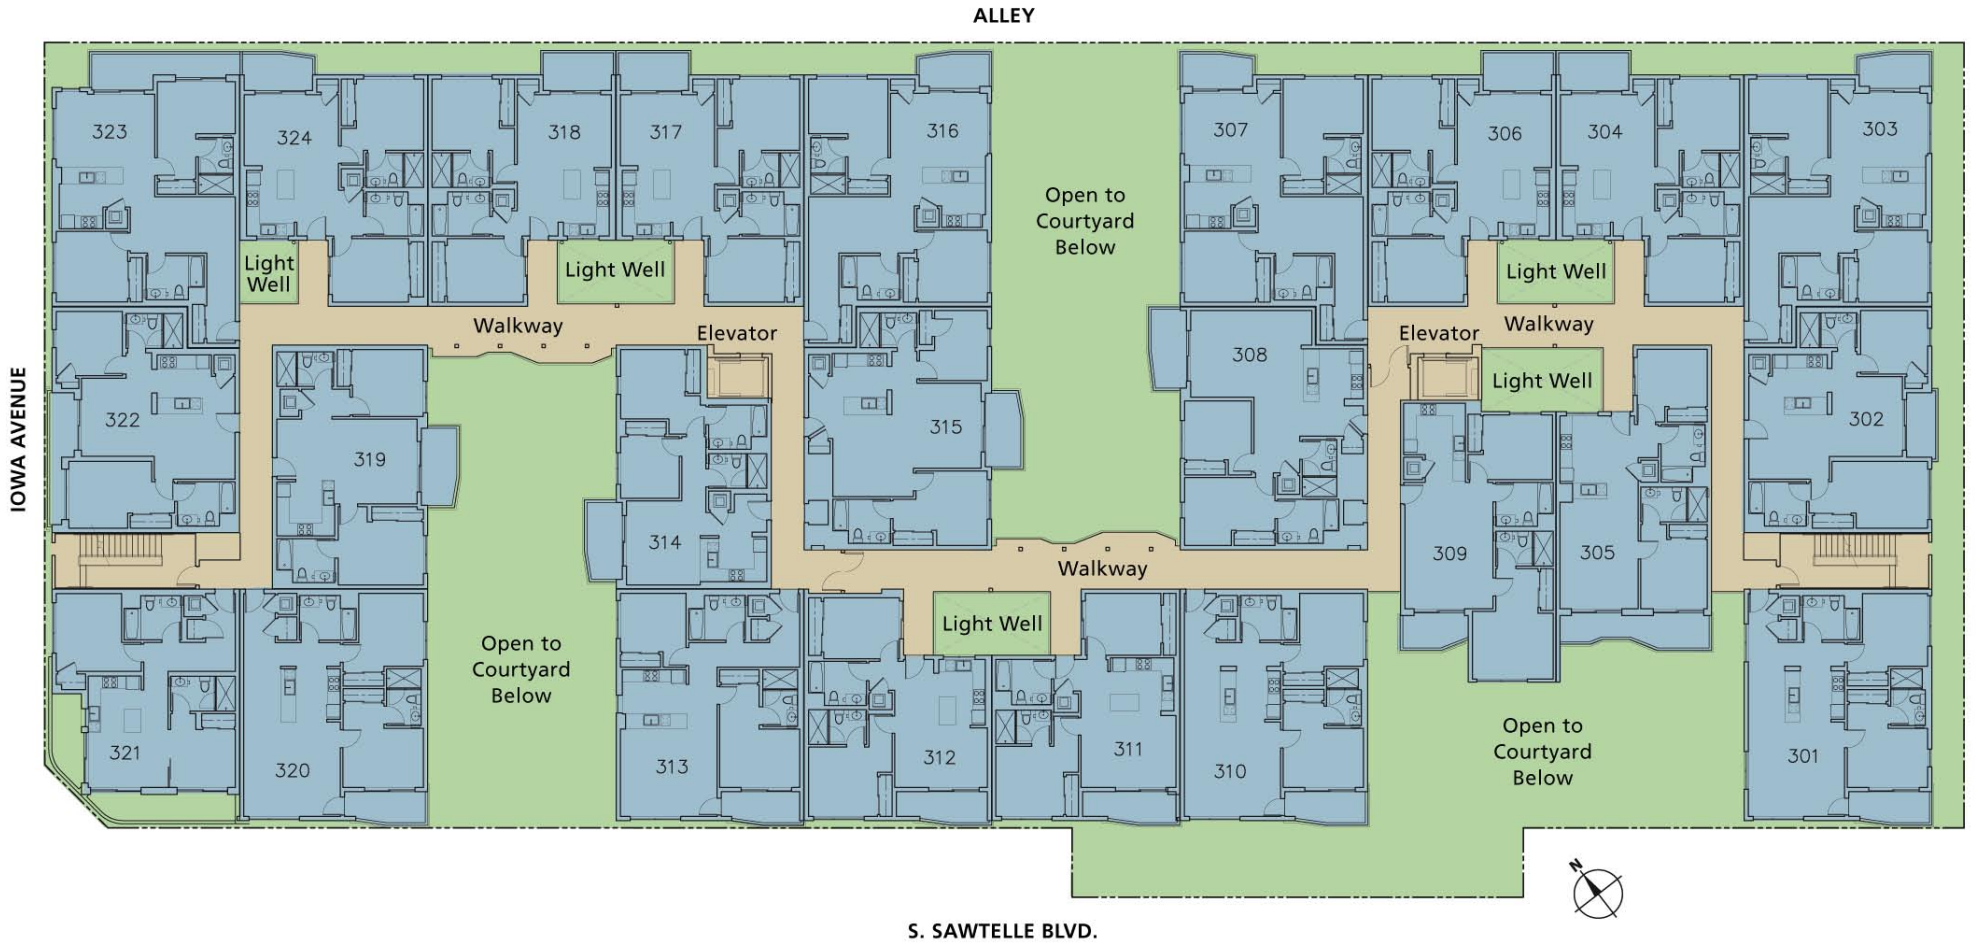 ALLEY
323
324
318
317
316
307
306
304
303
Open to
Courtyard
Below
Light
Well
Light Well
Light Well
Walkway
Elevator
Elevator
Walkway
308
Light Well
322
319
315
302
IOWA AVENUE
314
309
305
Walkway
Light Well
Open to
Courtyard
Below
321
320
313
312
311
310
Open to
Courtyard
Below
301
N
S. SAWTELLE BLVD.